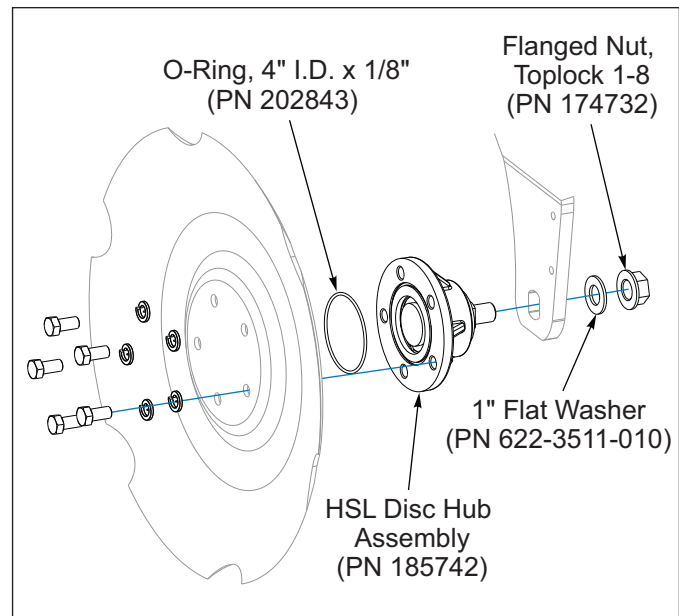 O-Ring, 4" I.D. x 1/8"
(PN 202843)
Flanged Nut,
Toplock 1-8
(PN 174732)
1" Flat Washer
(PN 622-3511-010)
HSL Disc Hub
Assembly
(PN 185742)